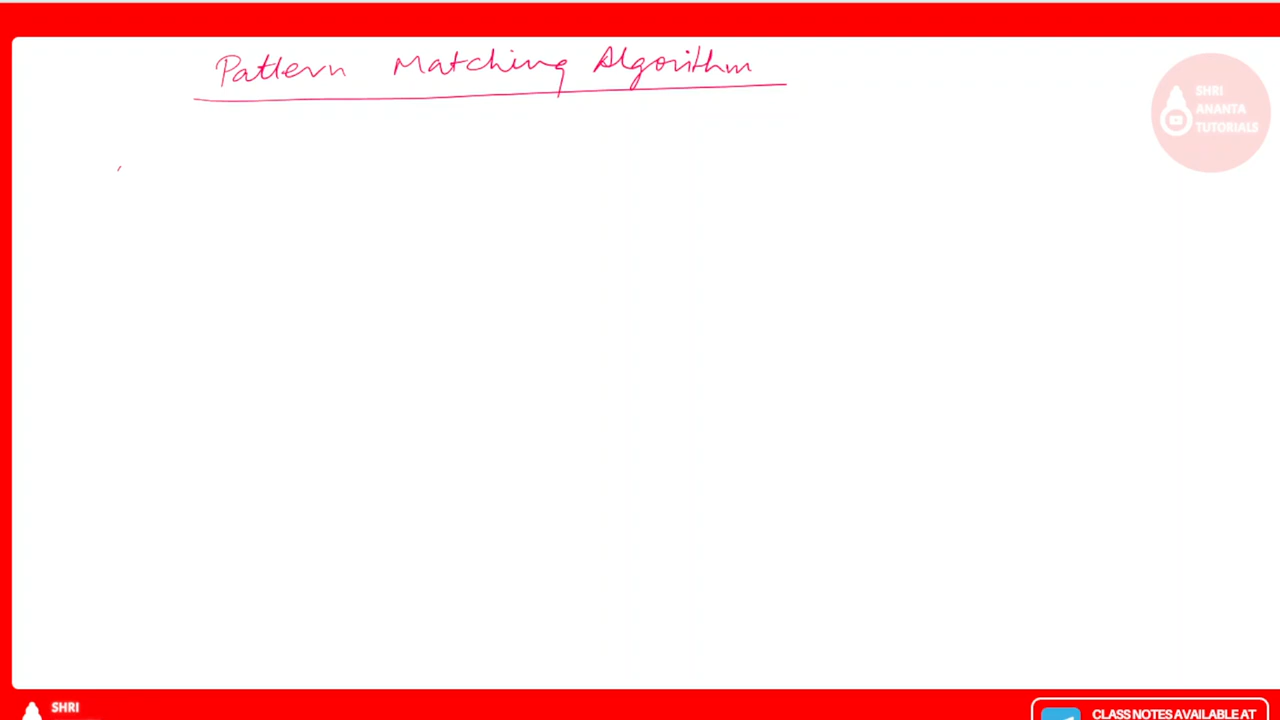 Pattern Matching Algorithm
SHRI
ANANTA
TUTORIALS
SHRI
CLASS NOTES AVAILABLE AT